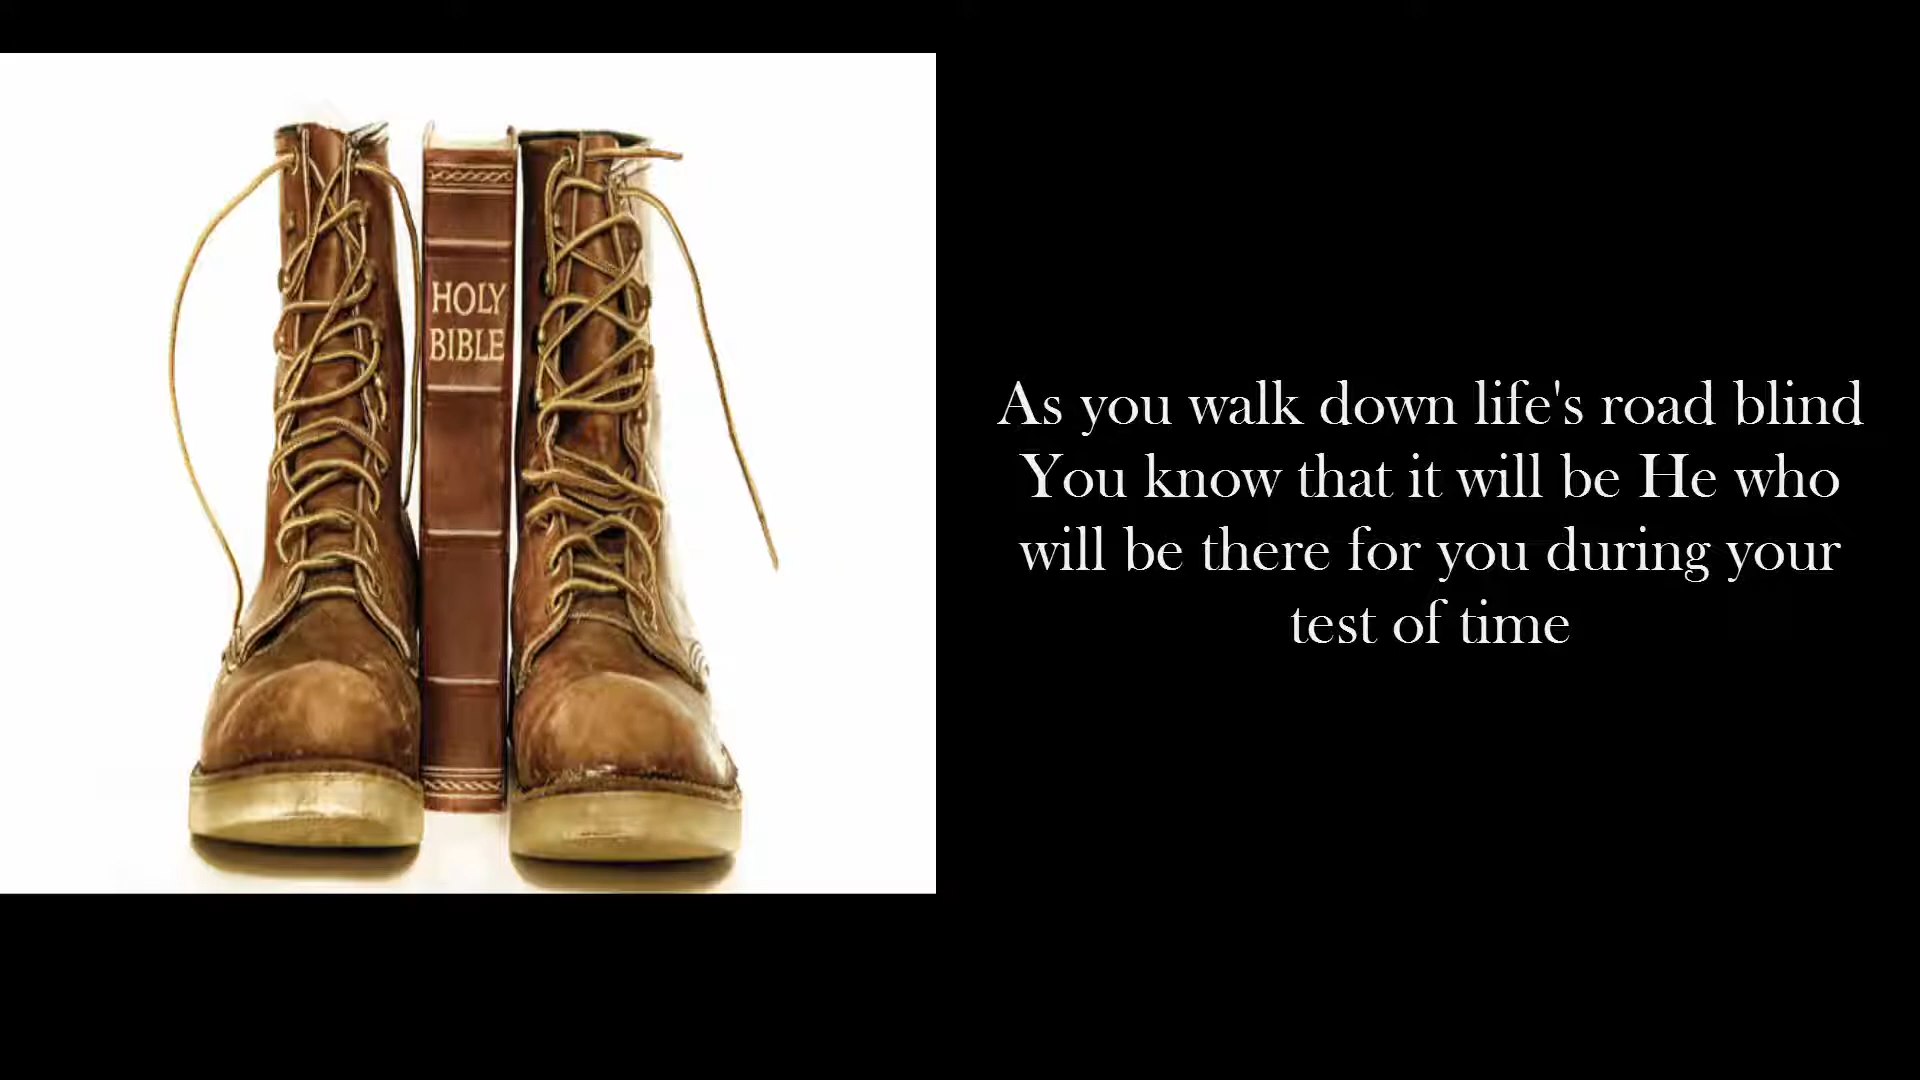 HOLY
BIBLE
As you walk down life's road blind
You know that it will be He who
will be there for you during your
test of time